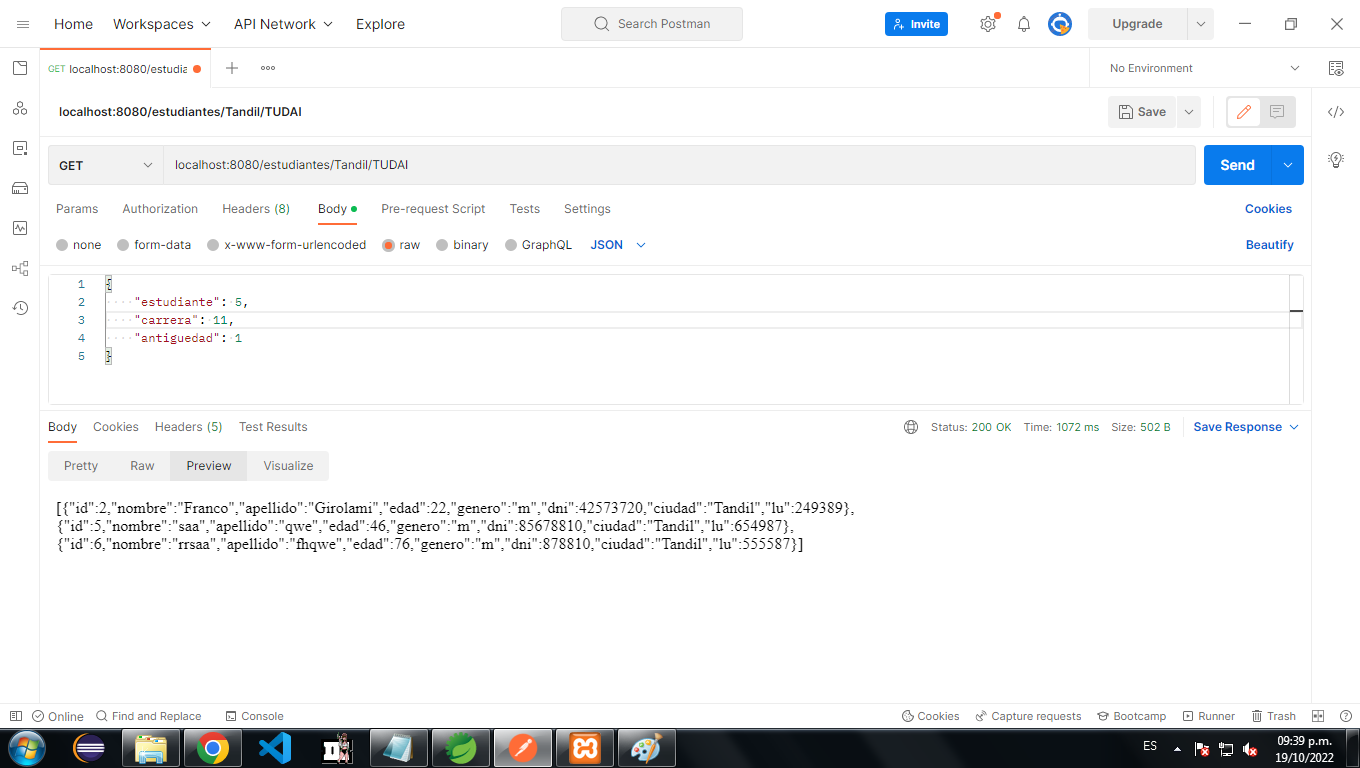 Home Workspaces API Network Explore Search Postman Invite Upgrade
GET localhost:8080/estudia No Environment
localhost:8080/estudiantes/Tandil/TUDAI Save
GET localhost:8080/estudiantes/Tandil/TUDAI Send
Params Authorization Headers (8) Body Pre-request Script Tests Settings Cookies
none form-data x-www-form-urlencoded raw binary GraphQL JSON Beautify
1 {
2 "estudiante": 5,
3 "carrera": 11,
4 "antiguedad": 1
5 }
Body Cookies Headers (5) Test Results Status: 200 OK Time: 1072 ms Size: 502 B Save Response
Pretty Raw Preview Visualize
[{"id":2,"nombre":"Franco","apellido":"Girolami","edad":22,"genero":"m","dni":42573720,"ciudad":"Tandil","lu":249389},
{"id":5,"nombre":"saa","apellido":"qwe","edad":46,"genero":"m","dni":85678810,"ciudad":"Tandil","lu":654987},
{"id":6,"nombre":"rrsaa","apellido":"fhqwe","edad":76,"genero":"m","dni":878810,"ciudad":"Tandil","lu":555587}]
Online Find and Replace Console Cookies Capture requests Bootcamp Runner Trash
ES 09:39 p.m.
19/10/2022